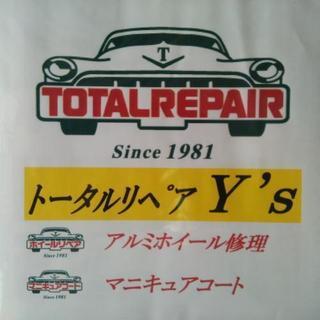 T
TOTALREPAIR
Since 1981
トータルリペア Y's
ホイールリペア
Since 1981
アルミホイール修理
マニキュアコート
Since 1981
マニキュアコート